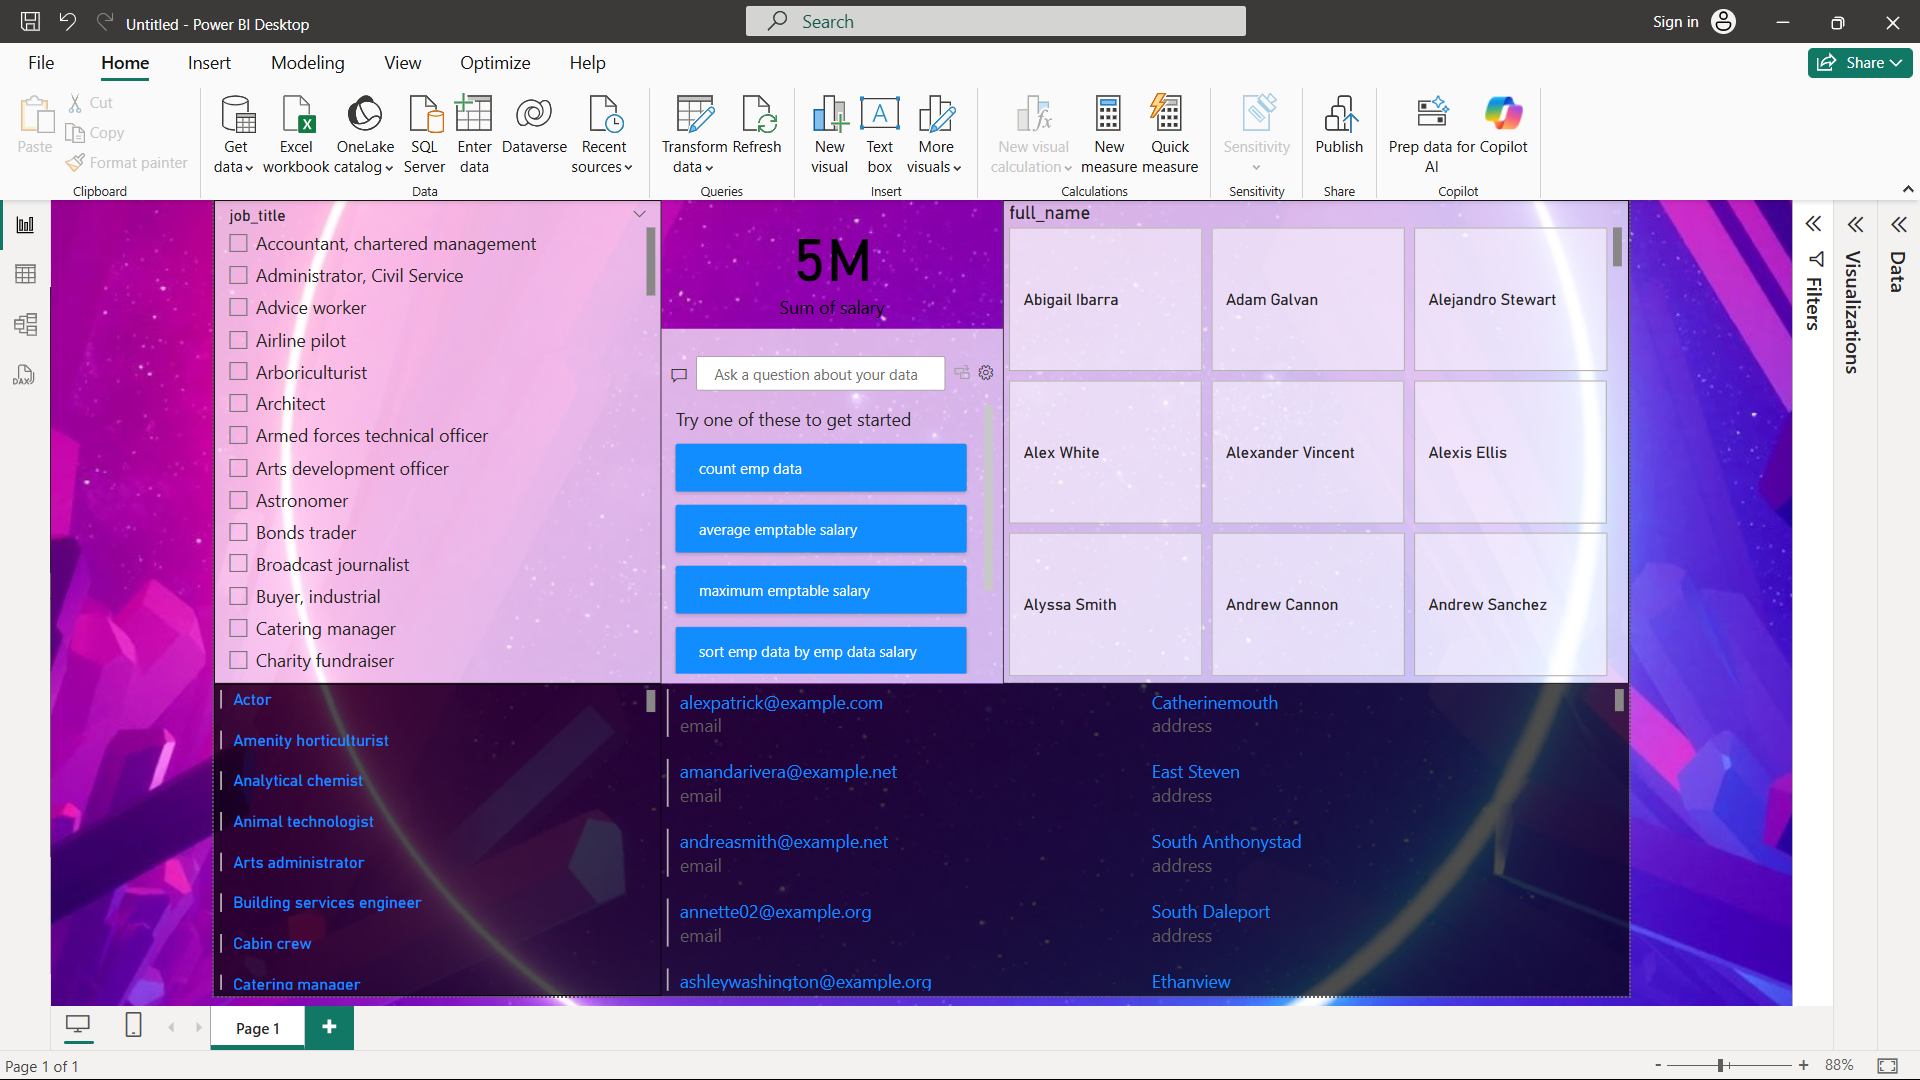 Untitled - Power BI Desktop
Search
Sign in
File Home Insert Modeling View Optimize Help
Share
Paste
Cut
Copy
Format painter
Clipboard
Get data
Excel workbook
OneLake catalog
SQL Server
Enter data
Dataverse
Recent sources
Data
Transform data
Refresh
Queries
New visual
Text box
More visuals
Insert
New visual calculation
New measure
Quick measure
Calculations
Sensitivity
Sensitivity
Publish
Share
Prep data for AI
Copilot
Copilot
DAX
job_title
Accountant, chartered management
Administrator, Civil Service
Advice worker
Airline pilot
Arboriculturist
Architect
Armed forces technical officer
Arts development officer
Astronomer
Bonds trader
Broadcast journalist
Buyer, industrial
Catering manager
Charity fundraiser
5M
Sum of salary
Ask a question about your data
Try one of these to get started
count emp data
average emptable salary
maximum emptable salary
sort emp data by emp data salary
full_name
Abigail Ibarra
Adam Galvan
Alejandro Stewart
Alex White
Alexander Vincent
Alexis Ellis
Alyssa Smith
Andrew Cannon
Andrew Sanchez
Filters
Visualizations
Data
Actor
Amenity horticulturist
Analytical chemist
Animal technologist
Arts administrator
Building services engineer
Cabin crew
Catering manager
alexpatrick@example.com
email
Catherinemouth
address
amandarivera@example.net
email
East Steven
address
andreasmith@example.net
email
South Anthonystad
address
annette02@example.org
email
South Daleport
address
ashleywashington@example.org
Ethanview
Page 1
Page 1 of 1
88%